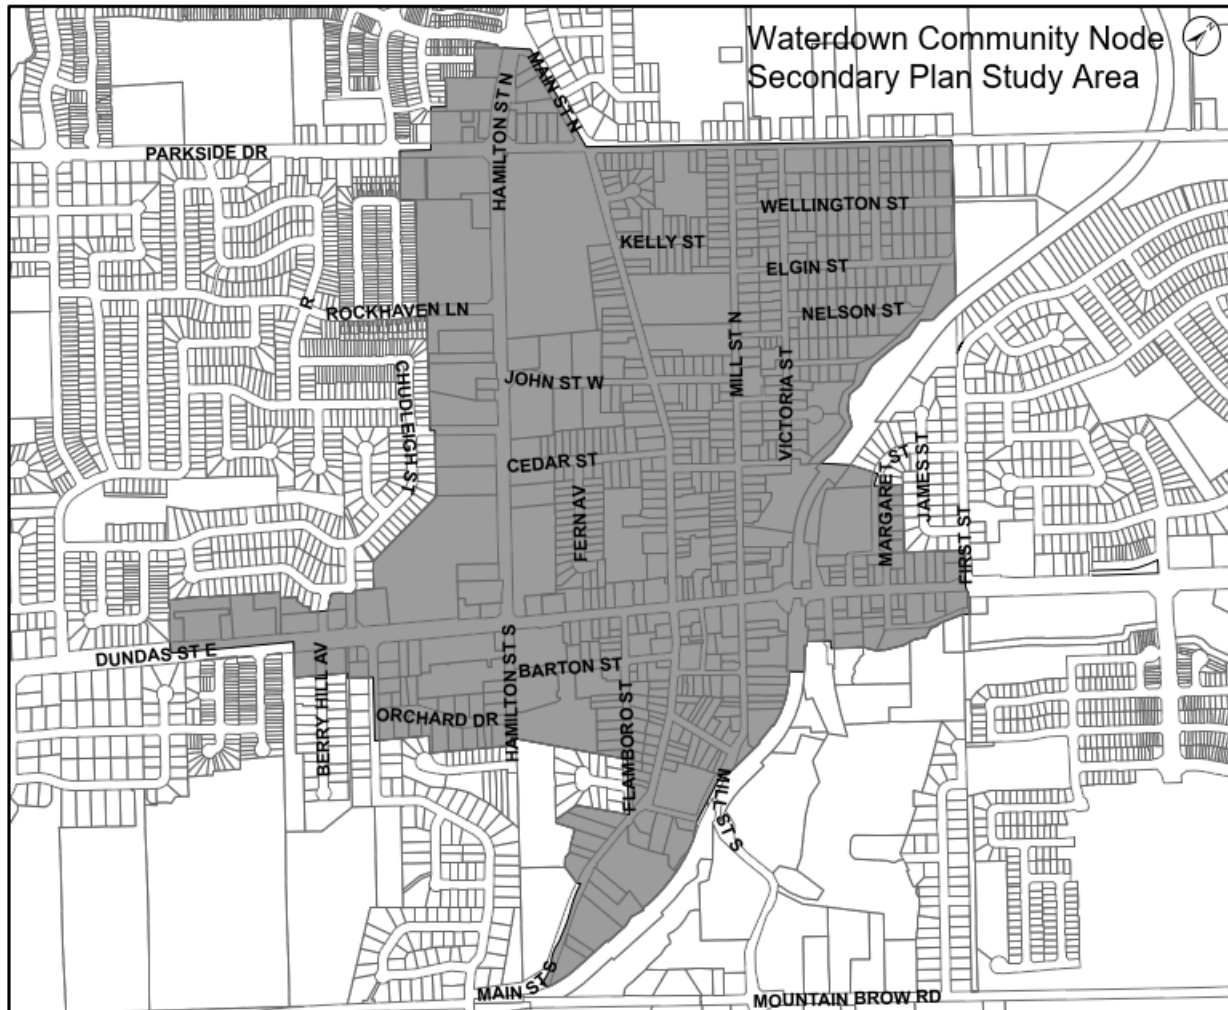 Waterdown Community Node
Secondary Plan Study Area
N
MAIN ST N
HAMILTON ST N
PARKSIDE DR
WELLINGTON ST
KELLY ST
ELGIN ST
R
ROCKHAVEN LN
NELSON ST
MILL ST N
JOHN ST W
VICTORIA ST
CHUDLEIGH ST
CEDAR ST
MARGARET ST
JAMES ST
FERN AV
FIRST ST
DUNDAS ST E
BERRY HILL AV
HAMILTON ST S
BARTON ST
FLAMBORO ST
ORCHARD DR
MILL ST S
MAIN ST S
MOUNTAIN BROW RD